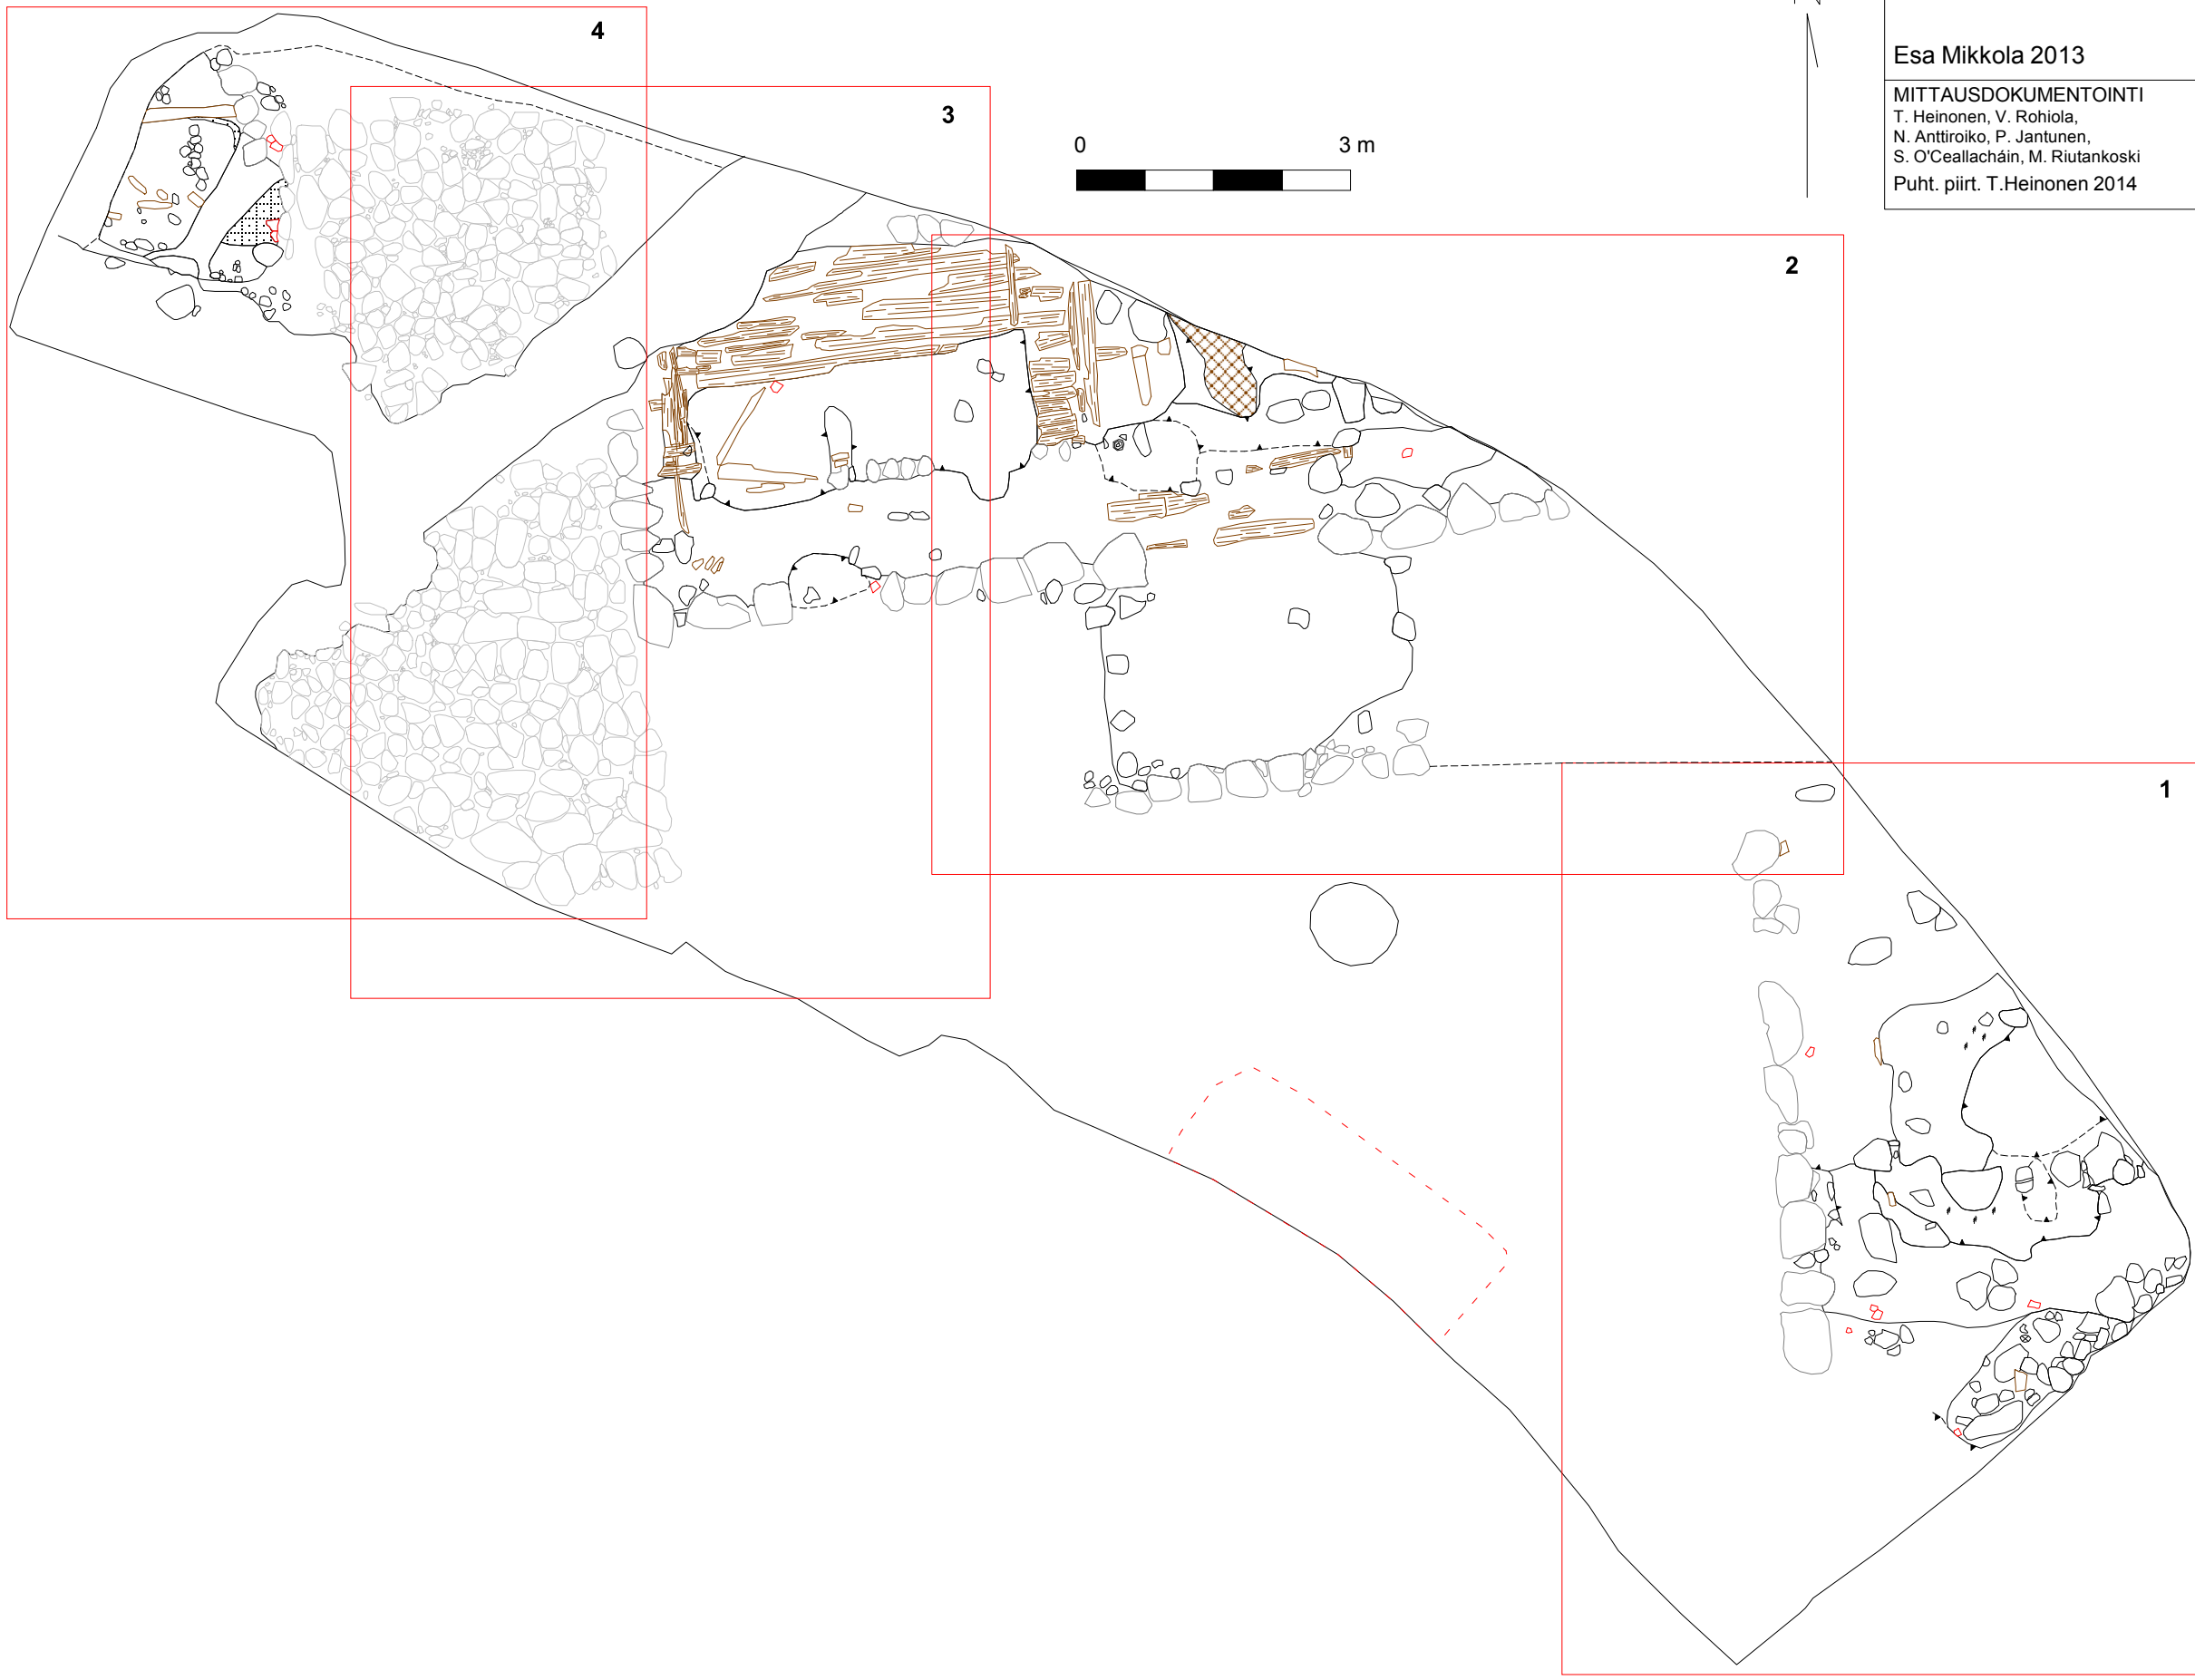 4
Esa Mikkola 2013
MITTAUSDOKUMENTOINTI
T. Heinonen, V. Rohiola,
N. Anttiroiko, P. Jantunen,
S. O'Ceallacháin, M. Riutankoski
Puht. piirt. T.Heinonen 2014
3
0 3 m
2
1